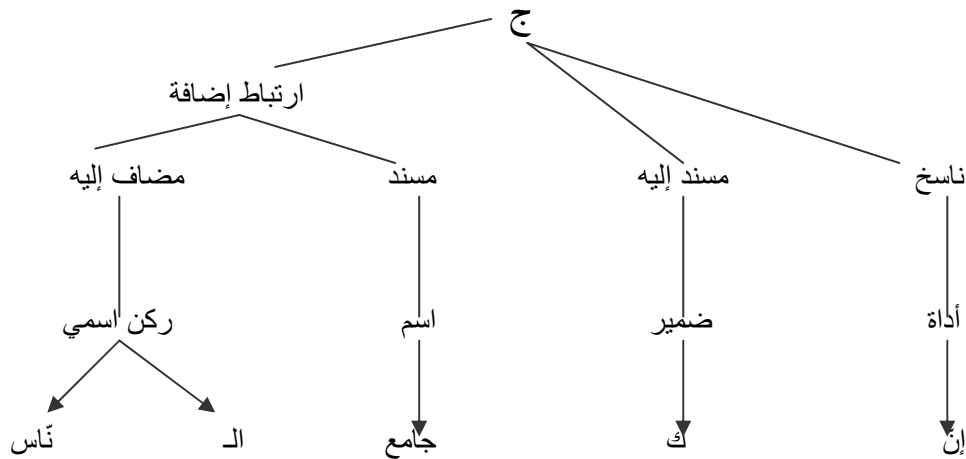 ج
ارتباط إضافة
ناسخ مسند إليه مسند مضاف إليه
أداة ضمير اسم ركن اسمي
إنّ ك جامع الـ نّاس